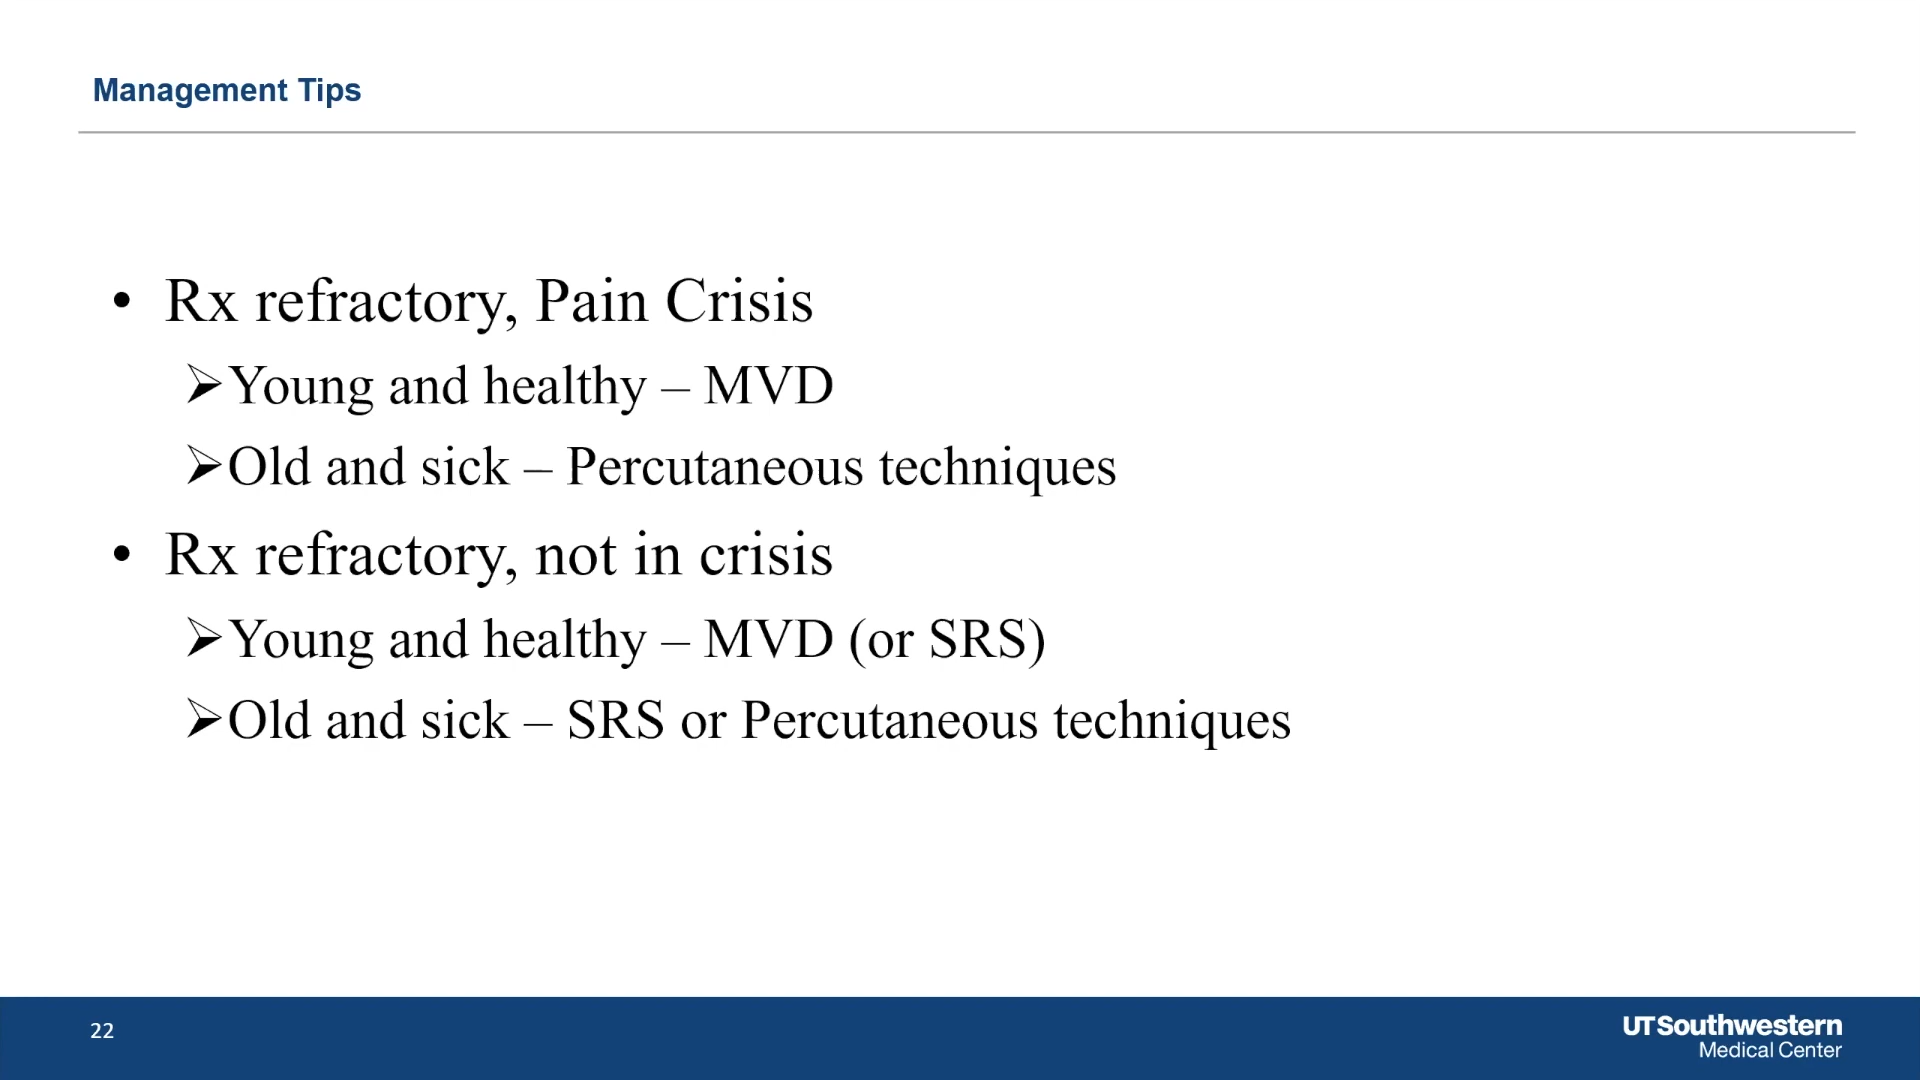 Management Tips
• Rx refractory, Pain Crisis
➢Young and healthy – MVD
➢Old and sick – Percutaneous techniques
• Rx refractory, not in crisis
➢Young and healthy – MVD (or SRS)
➢Old and sick – SRS or Percutaneous techniques
22
UTSouthwestern
Medical Center